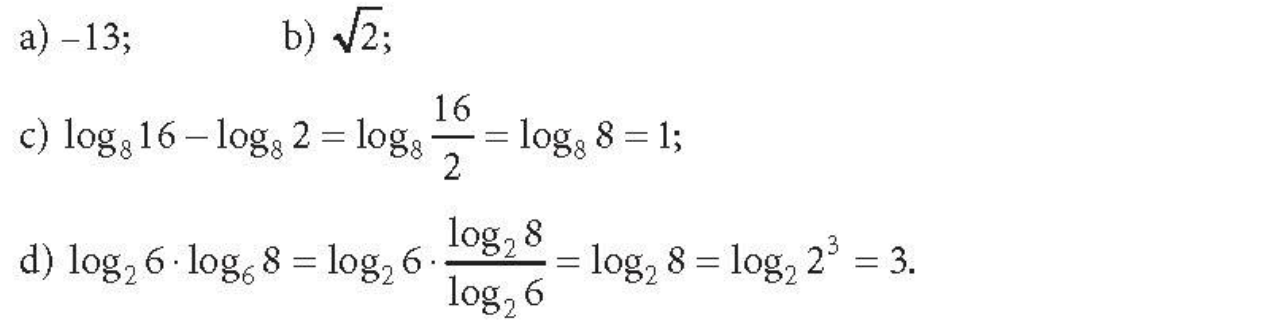 a) –13; b) √2;
c) log₈ 16 – log₈ 2 = log₈ 16/2 = log₈ 8 = 1;
d) log₂ 6 · log₆ 8 = log₂ 6 · log₂ 8/log₂ 6 = log₂ 8 = log₂ 2³ = 3.